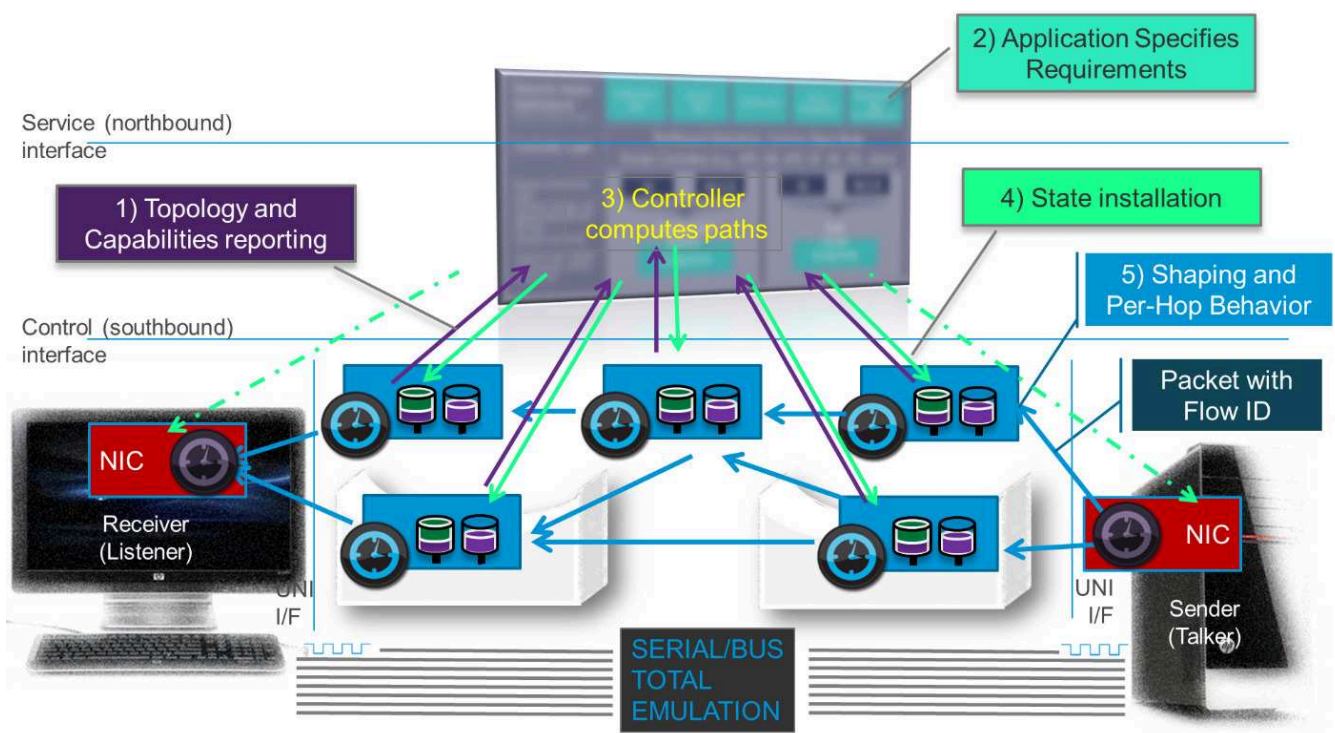 2) Application Specifies
Requirements
Service (northbound)
interface
1) Topology and
Capabilities reporting
3) Controller
computes paths
4) State installation
5) Shaping and
Per-Hop Behavior
Control (southbound)
interface
Packet with
Flow ID
NIC
Receiver
(Listener)
NIC
UNI
I/F
UNI
I/F
Sender
(Talker)
SERIAL/BUS
TOTAL
EMULATION